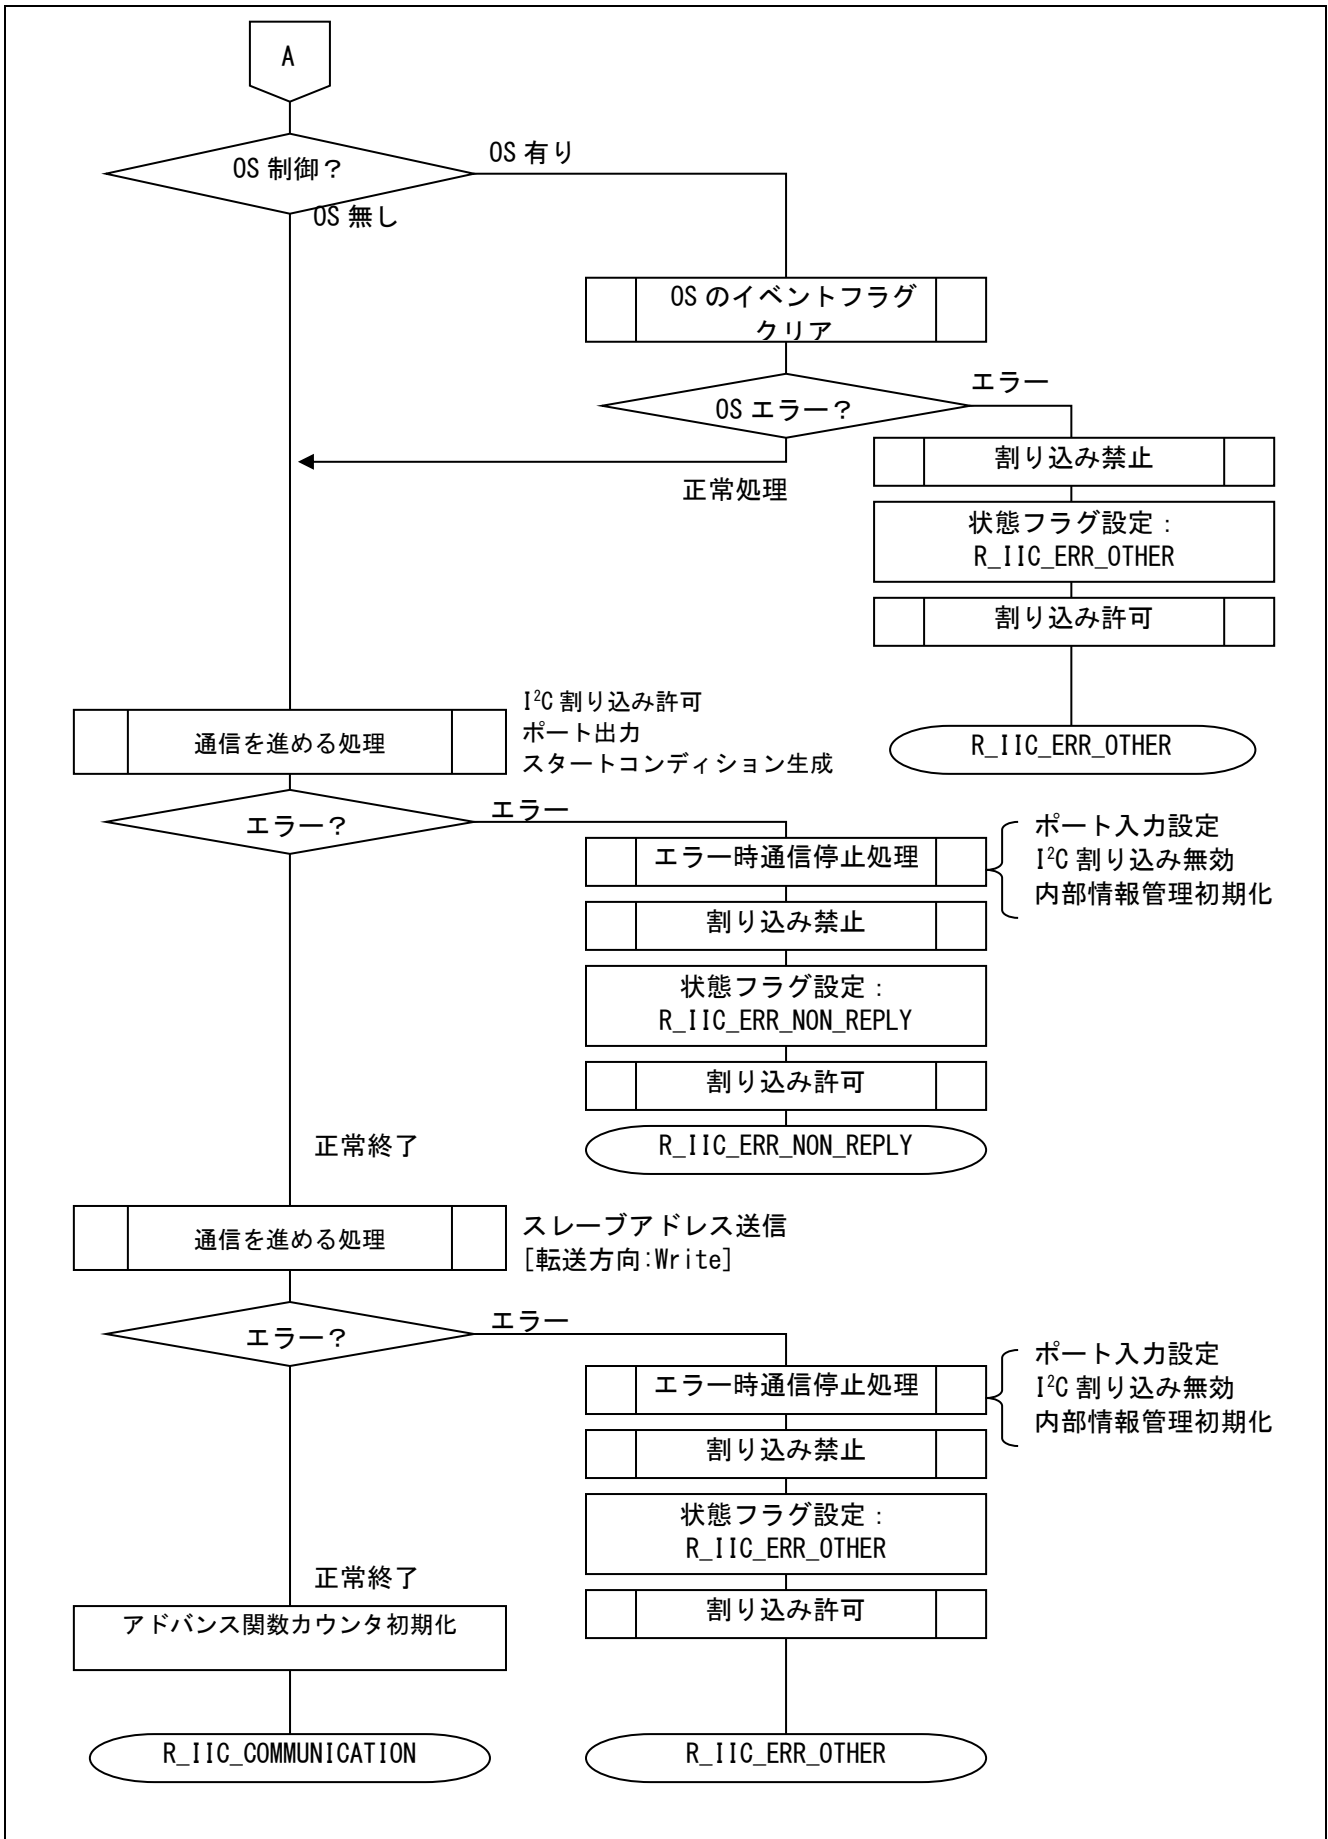 A
OS 制御？
OS 有り
OS 無し
OS のイベントフラグ
クリア
エラー
OS エラー？
正常処理
割り込み禁止
状態フラグ設定：
R_IIC_ERR_OTHER
割り込み許可
R_IIC_ERR_OTHER
通信を進める処理
I²C 割り込み許可
ポート出力
スタートコンディション生成
エラー？
エラー
エラー時通信停止処理
ポート入力設定
I²C 割り込み無効
内部情報管理初期化
割り込み禁止
状態フラグ設定：
R_IIC_ERR_NON_REPLY
割り込み許可
R_IIC_ERR_NON_REPLY
正常終了
通信を進める処理
スレーブアドレス送信
[転送方向:Write]
エラー？
エラー
エラー時通信停止処理
ポート入力設定
I²C 割り込み無効
内部情報管理初期化
割り込み禁止
状態フラグ設定：
R_IIC_ERR_OTHER
割り込み許可
正常終了
アドバンス関数カウンタ初期化
R_IIC_COMMUNICATION
R_IIC_ERR_OTHER